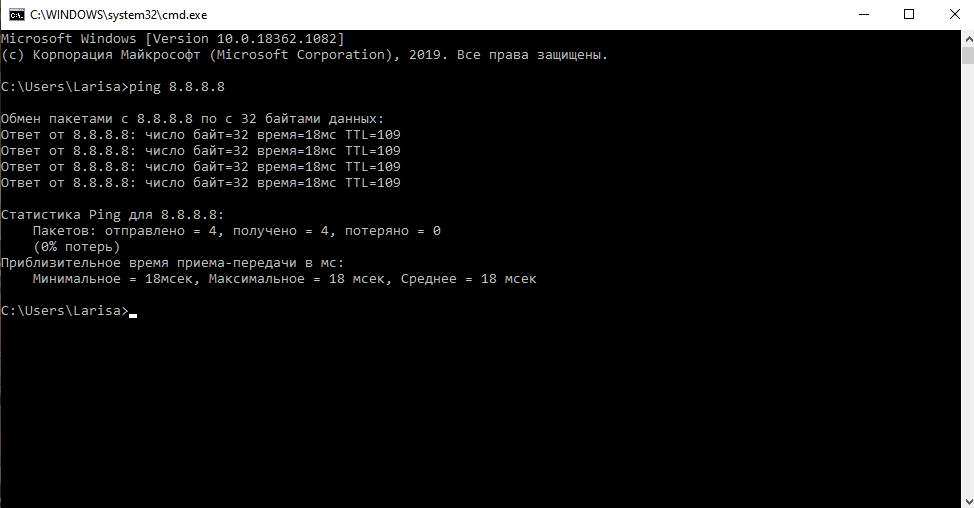 C:\WINDOWS\system32\cmd.exe
Microsoft Windows [Version 10.0.18362.1082]
(c) Корпорация Майкрософт (Microsoft Corporation), 2019. Все права защищены.
C:\Users\Larisa>ping 8.8.8.8
Обмен пакетами с 8.8.8.8 по с 32 байтами данных:
Ответ от 8.8.8.8: число байт=32 время=18мс TTL=109
Ответ от 8.8.8.8: число байт=32 время=18мс TTL=109
Ответ от 8.8.8.8: число байт=32 время=18мс TTL=109
Ответ от 8.8.8.8: число байт=32 время=18мс TTL=109
Статистика Ping для 8.8.8.8:
    Пакетов: отправлено = 4, получено = 4, потеряно = 0
    (0% потерь)
Приблизительное время приема-передачи в мс:
    Минимальное = 18мсек, Максимальное = 18 мсек, Среднее = 18 мсек
C:\Users\Larisa>